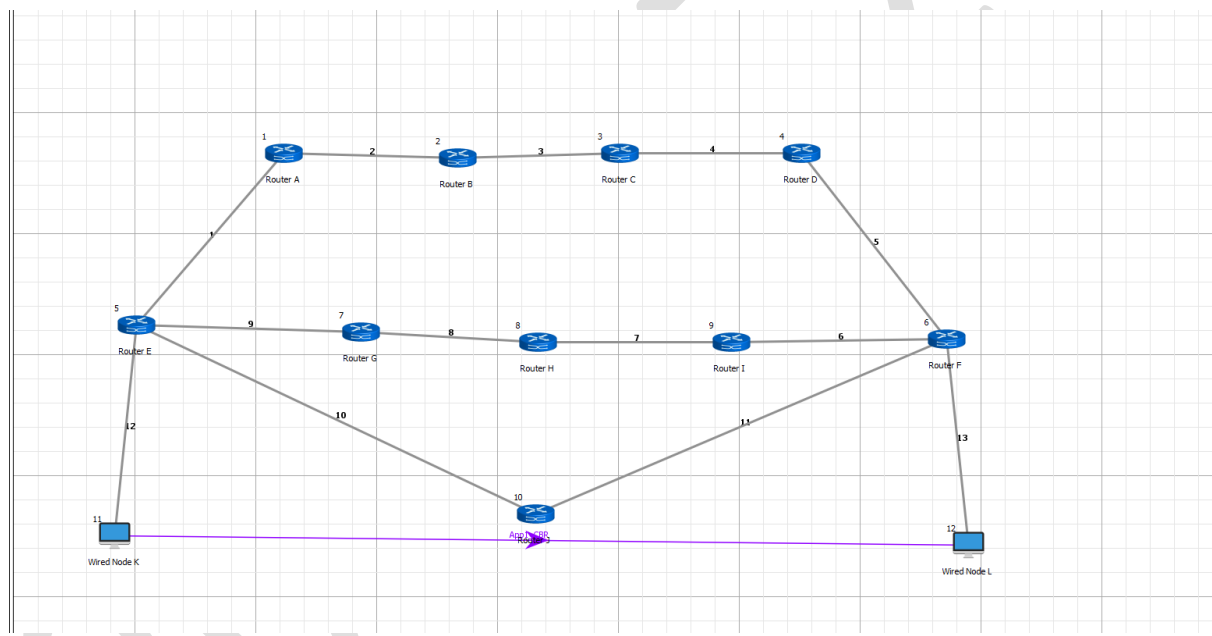 1
2
3
4
2
3
4
Router A
Router B
Router C
Router D
1
5
5
9
7
8
8
7
9
6
6
Router E
Router G
Router H
Router I
Router F
10
11
12
13
10
11
12
App1_CBR
Router J
Wired Node K
Wired Node L